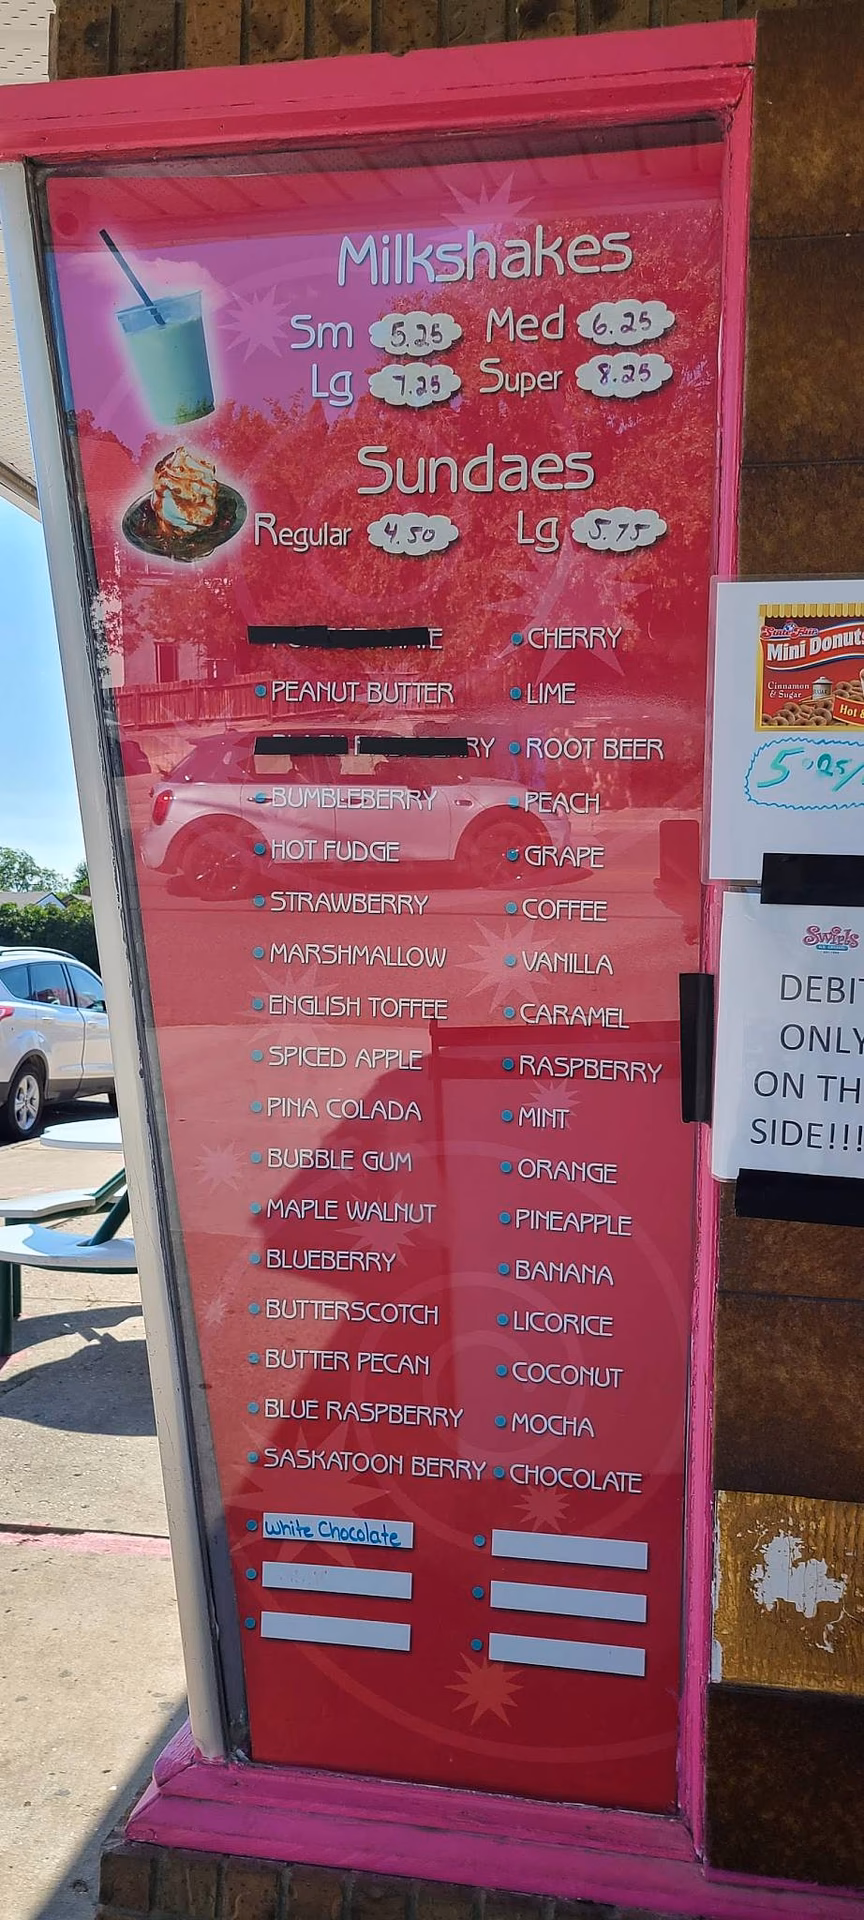 Milkshakes
Sm 5.25 Med 6.25
Lg 7.25 Super 8.25
Sundaes
Regular 4.50 Lg 5.75
PEANUT BUTTER
BUMBLEBERRY
HOT FUDGE
STRAWBERRY
MARSHMALLOW
ENGLISH TOFFEE
SPICED APPLE
PINA COLADA
BUBBLE GUM
MAPLE WALNUT
BLUEBERRY
BUTTERSCOTCH
BUTTER PECAN
BLUE RASPBERRY
SASKATOON BERRY
White Chocolate
CHERRY
LIME
ROOT BEER
PEACH
GRAPE
COFFEE
VANILLA
CARAMEL
RASPBERRY
MINT
ORANGE
PINEAPPLE
BANANA
LICORICE
COCONUT
MOCHA
CHOCOLATE
State Fair
Mini Donuts
Cinnamon
& Sugar
Hot &
Swirls
DEBIT
ONLY
ON TH
SIDE!!!